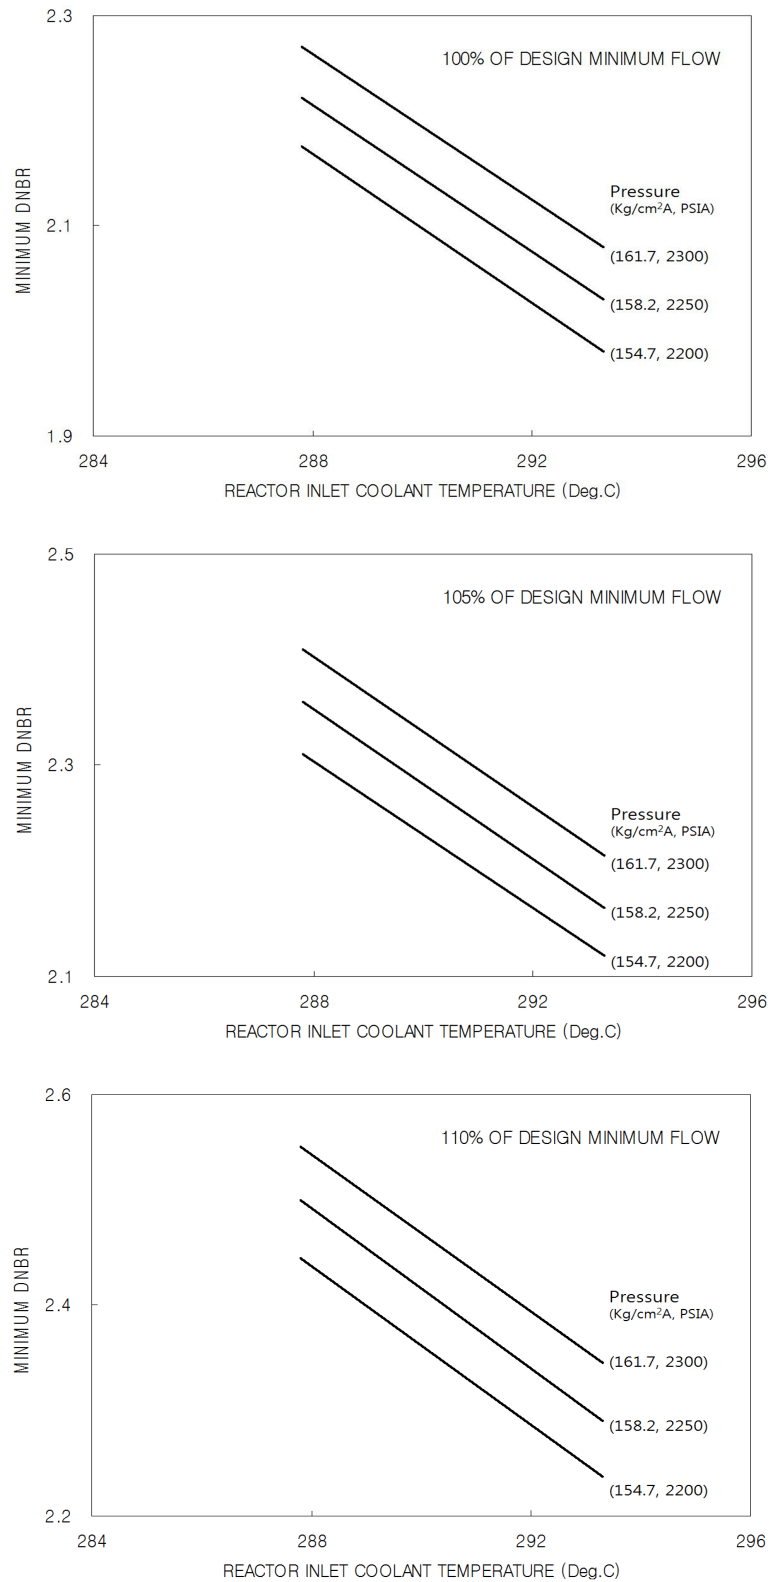 2.3
100% OF DESIGN MINIMUM FLOW
Pressure
(Kg/cm²A, PSIA)
MINIMUM DNBR
2.1
(161.7, 2300)
(158.2, 2250)
(154.7, 2200)
1.9
284 288 292 296
REACTOR INLET COOLANT TEMPERATURE (Deg.C)
2.5
105% OF DESIGN MINIMUM FLOW
MINIMUM DNBR
2.3
Pressure
(Kg/cm²A, PSIA)
(161.7, 2300)
(158.2, 2250)
(154.7, 2200)
2.1
284 288 292 296
REACTOR INLET COOLANT TEMPERATURE (Deg.C)
2.6
110% OF DESIGN MINIMUM FLOW
MINIMUM DNBR
2.4
Pressure
(Kg/cm²A, PSIA)
(161.7, 2300)
(158.2, 2250)
(154.7, 2200)
2.2
284 288 292 296
REACTOR INLET COOLANT TEMPERATURE (Deg.C)